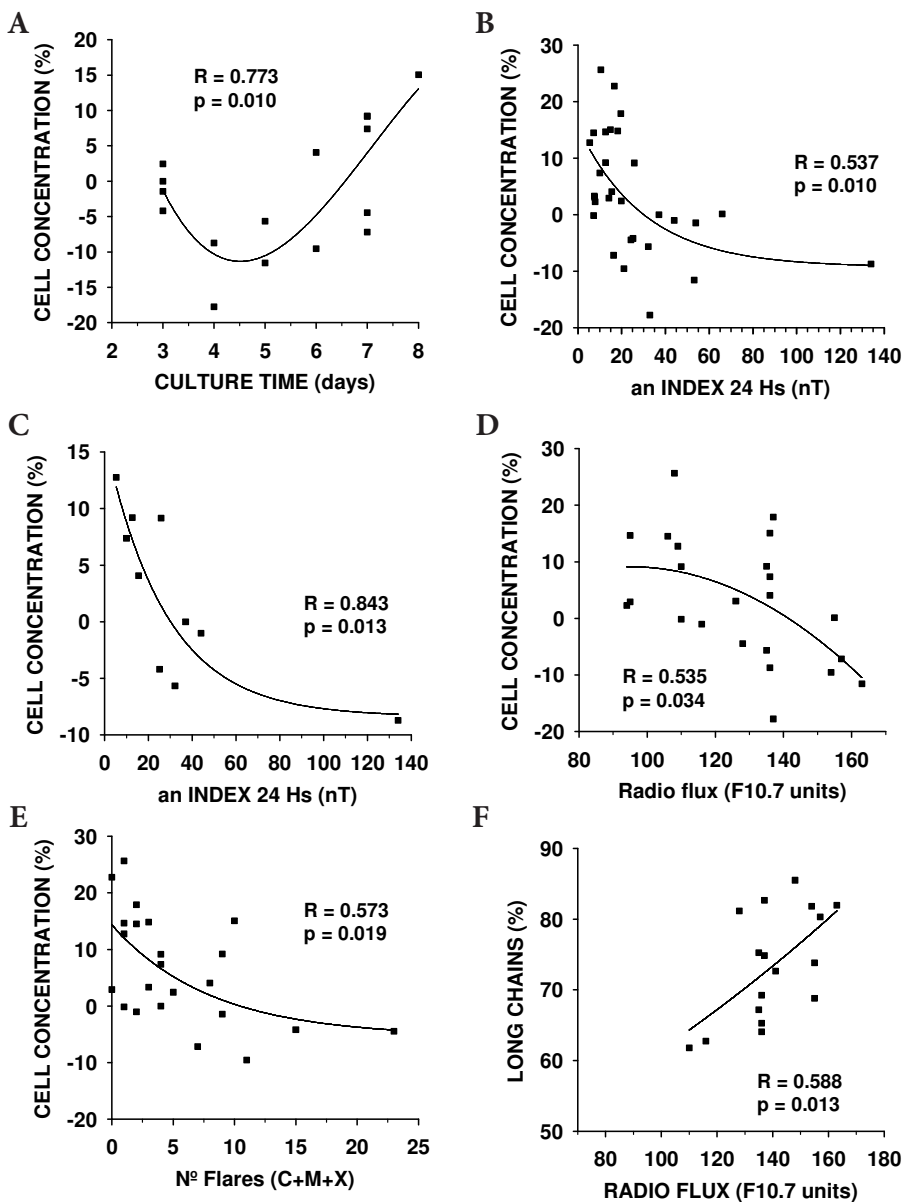 A
CELL CONCENTRATION (%)
20
15
10
5
0
-5
-10
-15
-20
R = 0.773
p = 0.010
2 3 4 5 6 7 8
CULTURE TIME (days)
B
CELL CONCENTRATION (%)
30
20
10
0
-10
-20
R = 0.537
p = 0.010
0 20 40 60 80 100 120 140
an INDEX 24 Hs (nT)
C
CELL CONCENTRATION (%)
15
10
5
0
-5
-10
R = 0.843
p = 0.013
0 20 40 60 80 100 120 140
an INDEX 24 Hs (nT)
D
CELL CONCENTRATION (%)
30
20
10
0
-10
-20
R = 0.535
p = 0.034
80 100 120 140 160
Radio flux (F10.7 units)
E
CELL CONCENTRATION (%)
30
20
10
0
-10
-20
R = 0.573
p = 0.019
0 5 10 15 20 25
Nº Flares (C+M+X)
F
LONG CHAINS (%)
90
80
70
60
50
R = 0.588
p = 0.013
80 100 120 140 160 180
RADIO FLUX (F10.7 units)